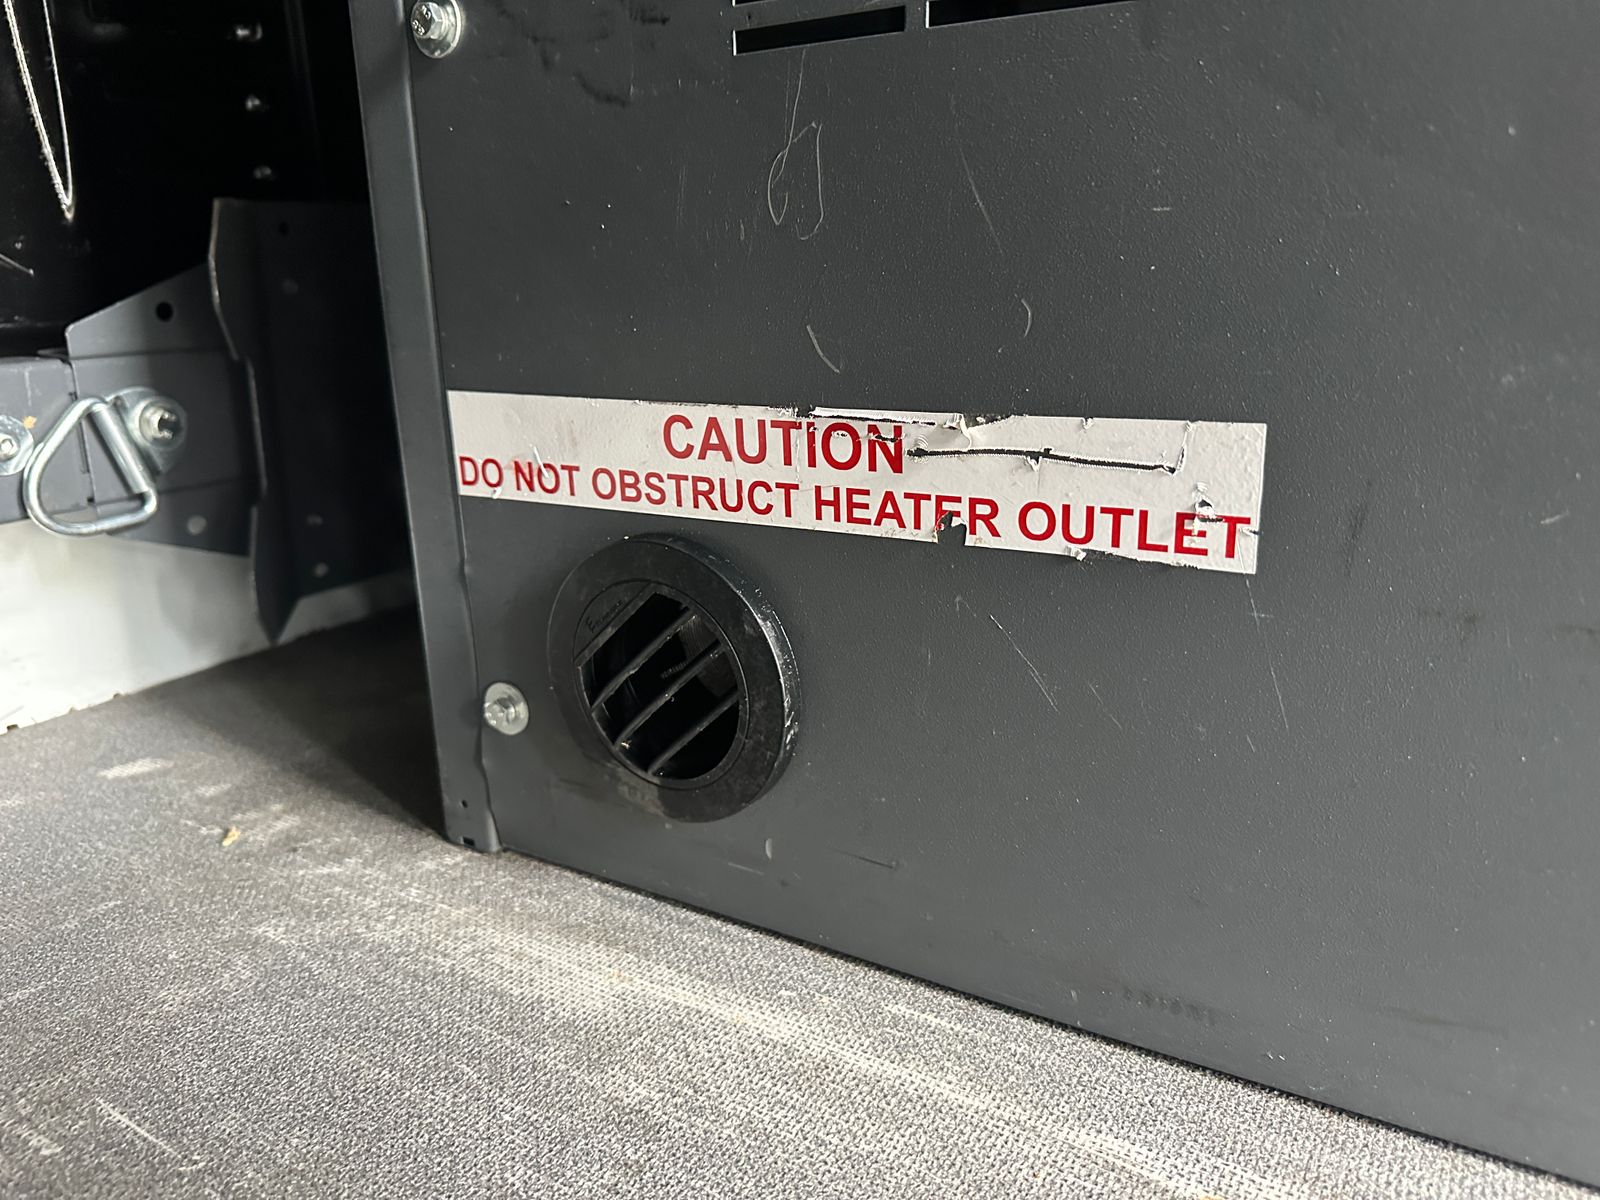 CAUTION
DO NOT OBSTRUCT HEATER OUTLET